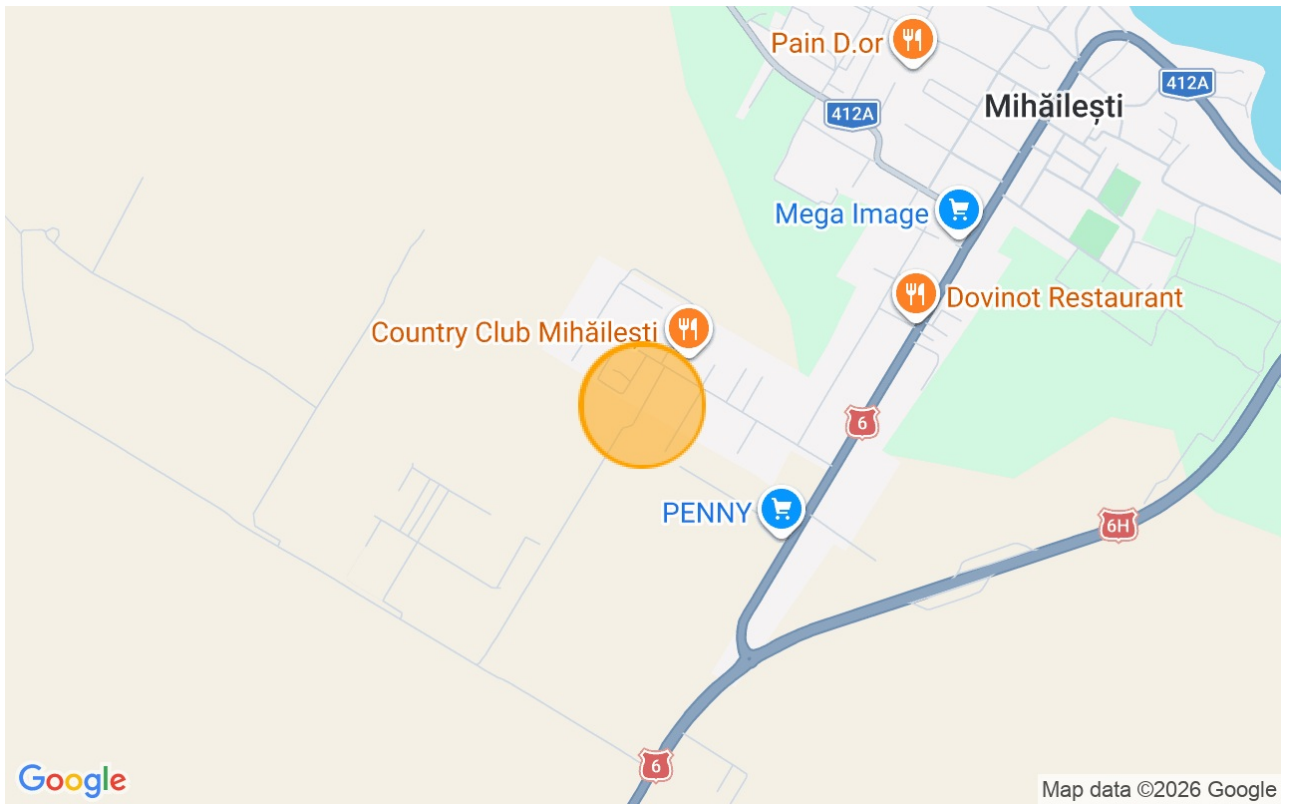 Pain D.or
412A
412A
Mihăilești
Mega Image
Dovinot Restaurant
Country Club Mihăilești
6
PENNY
6H
6
Google
Map data ©2026 Google